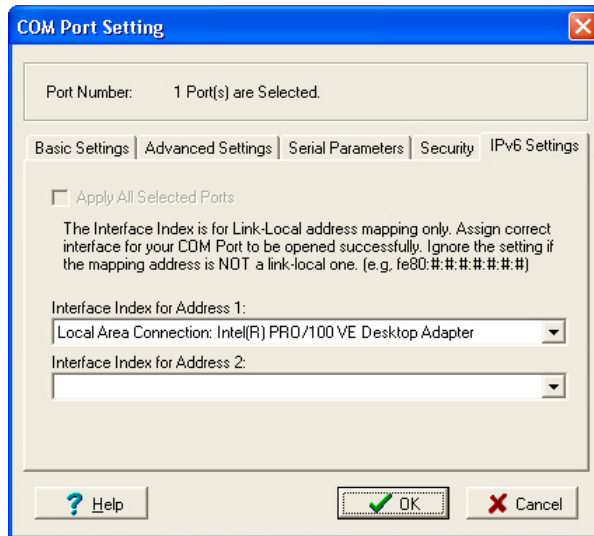 COM Port Setting
Port Number: 1 Port(s) are Selected.
Basic Settings Advanced Settings Serial Parameters Security IPv6 Settings
Apply All Selected Ports
The Interface Index is for Link-Local address mapping only. Assign correct
interface for your COM Port to be opened successfully. Ignore the setting if
the mapping address is NOT a link-local one. (e.g, fe80:#:#:#:#:#:#:#)
Interface Index for Address 1:
Local Area Connection: Intel(R) PRO/100 VE Desktop Adapter
Interface Index for Address 2:
? Help OK Cancel